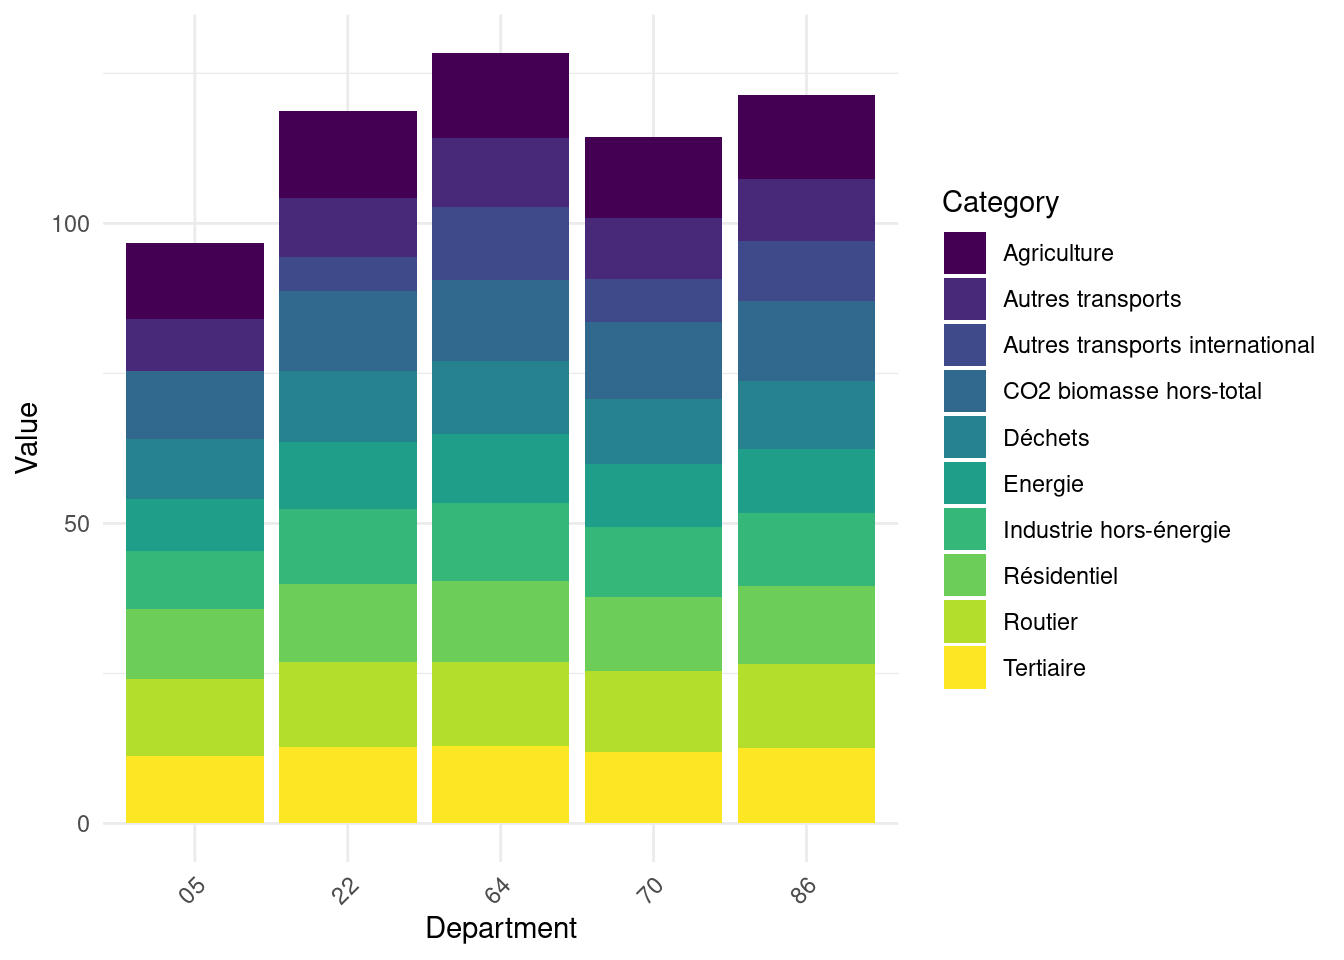 Value
100
50
0
05
22
64
70
86
Department
Category
Agriculture
Autres transports
Autres transports international
CO2 biomasse hors-total
Déchets
Energie
Industrie hors-énergie
Résidentiel
Routier
Tertiaire